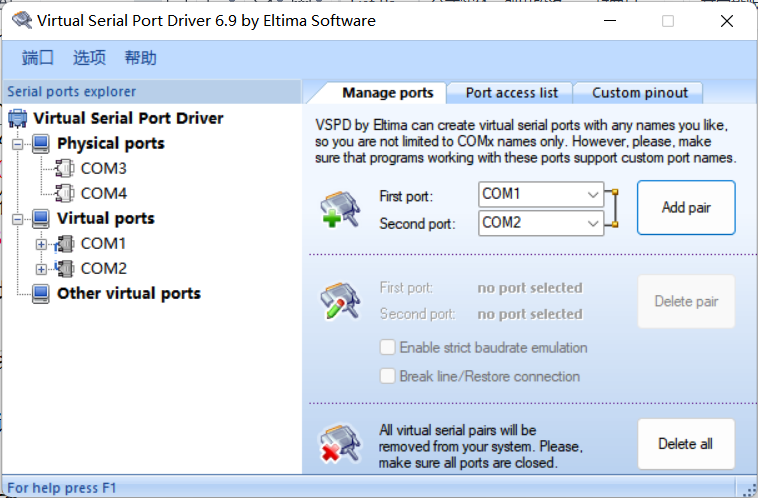 Virtual Serial Port Driver 6.9 by Eltima Software
端口 选项 帮助
Serial ports explorer
Virtual Serial Port Driver
Physical ports
COM3
COM4
Virtual ports
COM1
COM2
Other virtual ports
Manage ports Port access list Custom pinout
VSPD by Eltima can create virtual serial ports with any names you like,
so you are not limited to COMx names only. However, please, make
sure that programs working with these ports support custom port names.
First port: COM1
Second port: COM2
Add pair
First port: no port selected
Second port: no port selected
Delete pair
Enable strict baudrate emulation
Break line/Restore connection
All virtual serial pairs will be
removed from your system. Please,
make sure all ports are closed.
Delete all
For help press F1